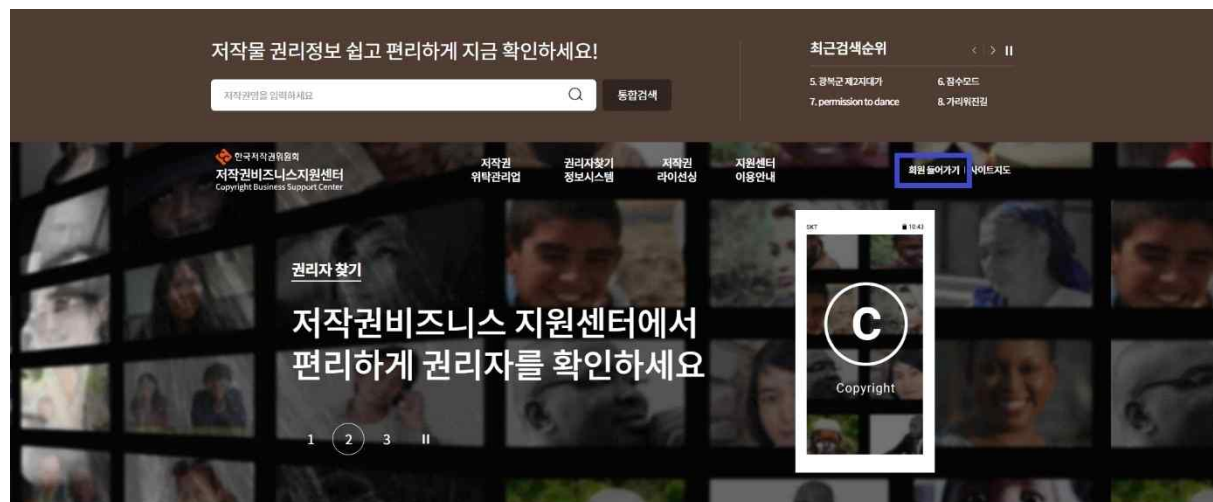 저작물 권리정보 쉽고 편리하게 지금 확인하세요!
저작권명을 입력하세요
통합검색
최근검색순위
5. 광복군 제2지대가
6. 잠수모드
7. permission to dance
8. 가리워진길
한국저작권위원회
저작권비즈니스지원센터
Copyright Business Support Center
저작권
위탁관리업
권리자찾기
정보시스템
저작권
라이선싱
지원센터
이용안내
회원 들어가기
사이트지도
권리자 찾기
저작권비즈니스 지원센터에서
편리하게 권리자를 확인하세요
1 2 3
SKT 10:43
C
Copyright